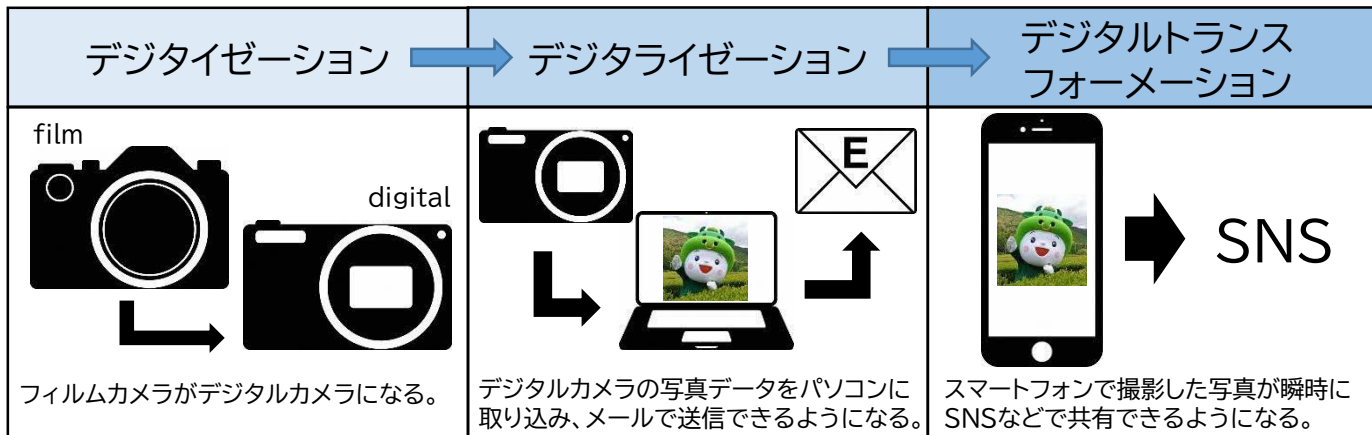 デジタイゼーション
デジタライゼーション
デジタルトランス
フォーメーション
film
digital
フィルムカメラがデジタルカメラになる。
E
デジタルカメラの写真データをパソコンに
取り込み、メールで送信できるようになる。
SNS
スマートフォンで撮影した写真が瞬時に
SNSなどで共有できるようになる。